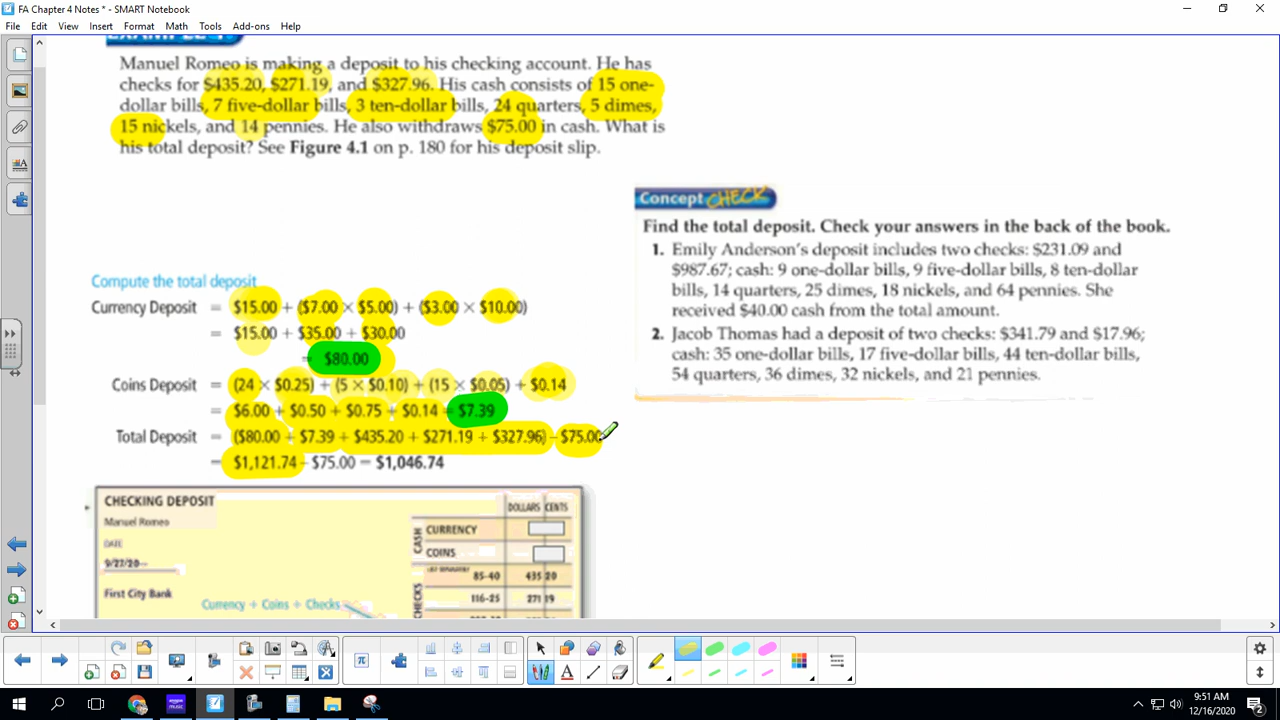 FA Chapter 4 Notes * - SMART Notebook
File Edit View Insert Format Math Tools Add-ons Help
Manuel Romeo is making a deposit to his checking account. He has
checks for $435.20, $271.19, and $327.96. His cash consists of 15 one-
dollar bills, 7 five-dollar bills, 3 ten-dollar bills, 24 quarters, 5 dimes,
15 nickels, and 14 pennies. He also withdraws $75.00 in cash. What is
his total deposit? See Figure 4.1 on p. 180 for his deposit slip.
Concept CHECK
Find the total deposit. Check your answers in the back of the book.
1. Emily Anderson's deposit includes two checks: $231.09 and
$987.67; cash: 9 one-dollar bills, 9 five-dollar bills, 8 ten-dollar
bills, 14 quarters, 25 dimes, 18 nickels, and 64 pennies. She
received $40.00 cash from the total amount.
2. Jacob Thomas had a deposit of two checks: $341.79 and $17.96;
cash: 35 one-dollar bills, 17 five-dollar bills, 44 ten-dollar bills,
54 quarters, 36 dimes, 32 nickels, and 21 pennies.
Compute the total deposit
Currency Deposit = $15.00 + ($7.00 × $5.00) + ($3.00 × $10.00)
= $15.00 + $35.00 + $30.00
= $80.00
Coins Deposit = (24 × $0.25) + (5 × $0.10) + (15 × $0.05) + $0.14
= $6.00 + $0.50 + $0.75 + $0.14 = $7.39
Total Deposit = ($80.00 + $7.39 + $435.20 + $271.19 + $327.96) – $75.00
= $1,121.74 – $75.00 = $1,046.74
CHECKING DEPOSIT
DOLLARS CENTS
Manuel Romeo
CASH
CURRENCY
DATE
COINS
9/27/20--
CHECKS
85-40 435 20
First City Bank
116-25 271 19
Currency + Coins + Checks
9:51 AM
12/16/2020